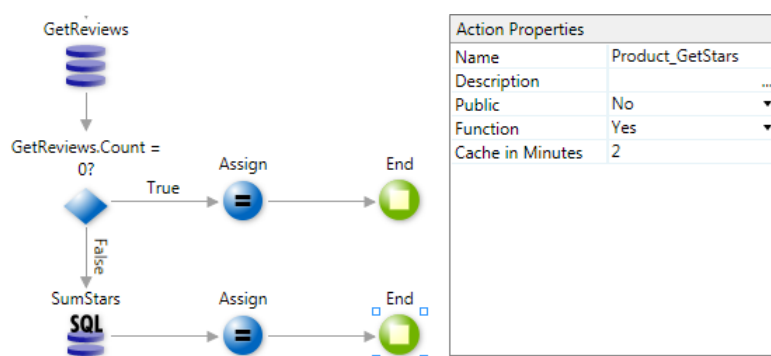 GetReviews
GetReviews.Count =
0?
True
Assign
End
False
SumStars
SQL
Assign
End
Action Properties
Name Product_GetStars
Description ...
Public No
Function Yes
Cache in Minutes 2